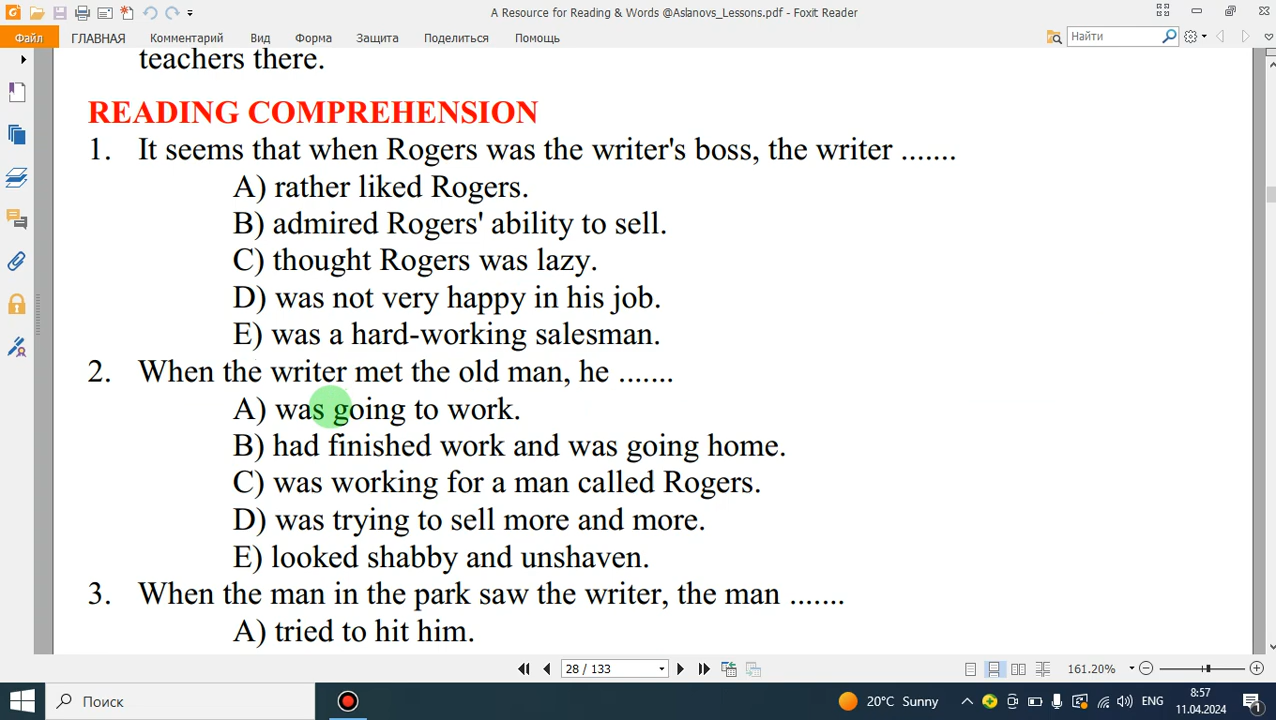 A Resource for Reading & Words @Aslanovs_Lessons.pdf - Foxit Reader
Файл ГЛАВНАЯ Комментарий Вид Форма Защита Поделиться Помощь Найти
teachers there.
READING COMPREHENSION
1. It seems that when Rogers was the writer's boss, the writer .......
A) rather liked Rogers.
B) admired Rogers' ability to sell.
C) thought Rogers was lazy.
D) was not very happy in his job.
E) was a hard-working salesman.
2. When the writer met the old man, he .......
A) was going to work.
B) had finished work and was going home.
C) was working for a man called Rogers.
D) was trying to sell more and more.
E) looked shabby and unshaven.
3. When the man in the park saw the writer, the man .......
A) tried to hit him.
28 / 133 161.20%
Поиск 20°C Sunny ENG 8:57
11.04.2024 1